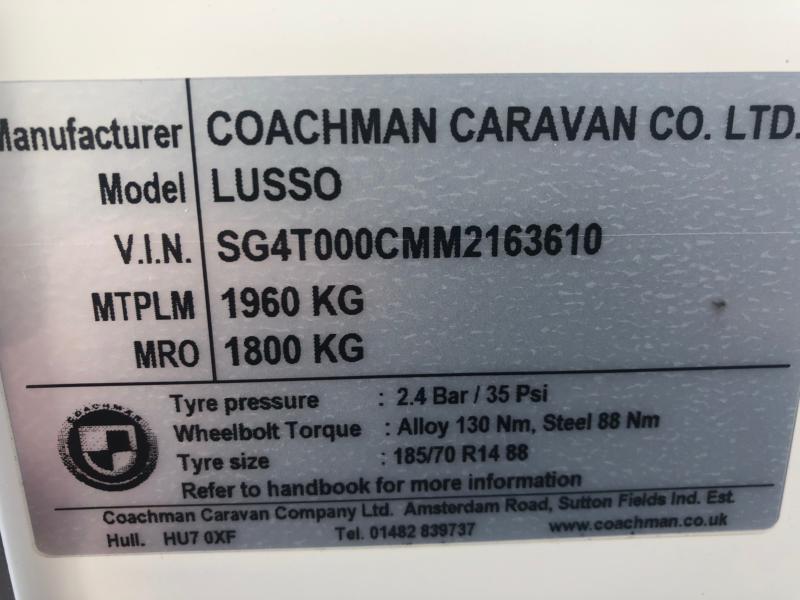 Manufacturer COACHMAN CARAVAN CO. LTD.
Model LUSSO
V.I.N. SG4T000CMM2163610
MTPLM 1960 KG
MRO 1800 KG
COACHMAN
Tyre pressure : 2.4 Bar / 35 Psi
Wheelbolt Torque : Alloy 130 Nm, Steel 88 Nm
Tyre size : 185/70 R14 88
Refer to handbook for more information
Coachman Caravan Company Ltd. Amsterdam Road, Sutton Fields Ind. Est.
Hull. HU7 0XF Tel. 01482 839737 www.coachman.co.uk